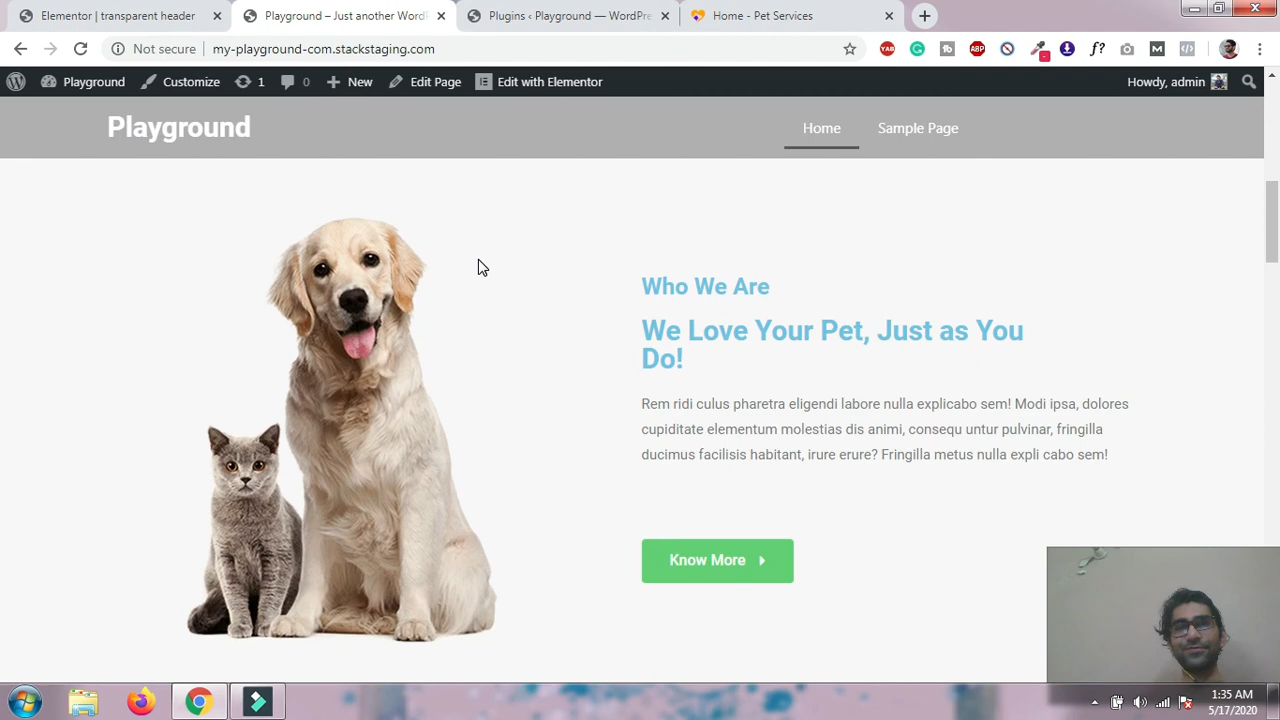 Elementor | transparent header
Playground – Just another Word
Plugins ‹ Playground — WordPre
Home - Pet Services
Not secure
my-playground-com.stackstaging.com
YAB
ABP
f?
M
Playground
Customize
1
0
New
Edit Page
Edit with Elementor
Howdy, admin
Playground
Home
Sample Page
Who We Are
We Love Your Pet, Just as You
Do!
Rem ridi culus pharetra eligendi labore nulla explicabo sem! Modi ipsa, dolores
cupiditate elementum molestias dis animi, consequ untur pulvinar, fringilla
ducimus facilisis habitant, irure erure? Fringilla metus nulla expli cabo sem!
Know More
1:35 AM
5/17/2020